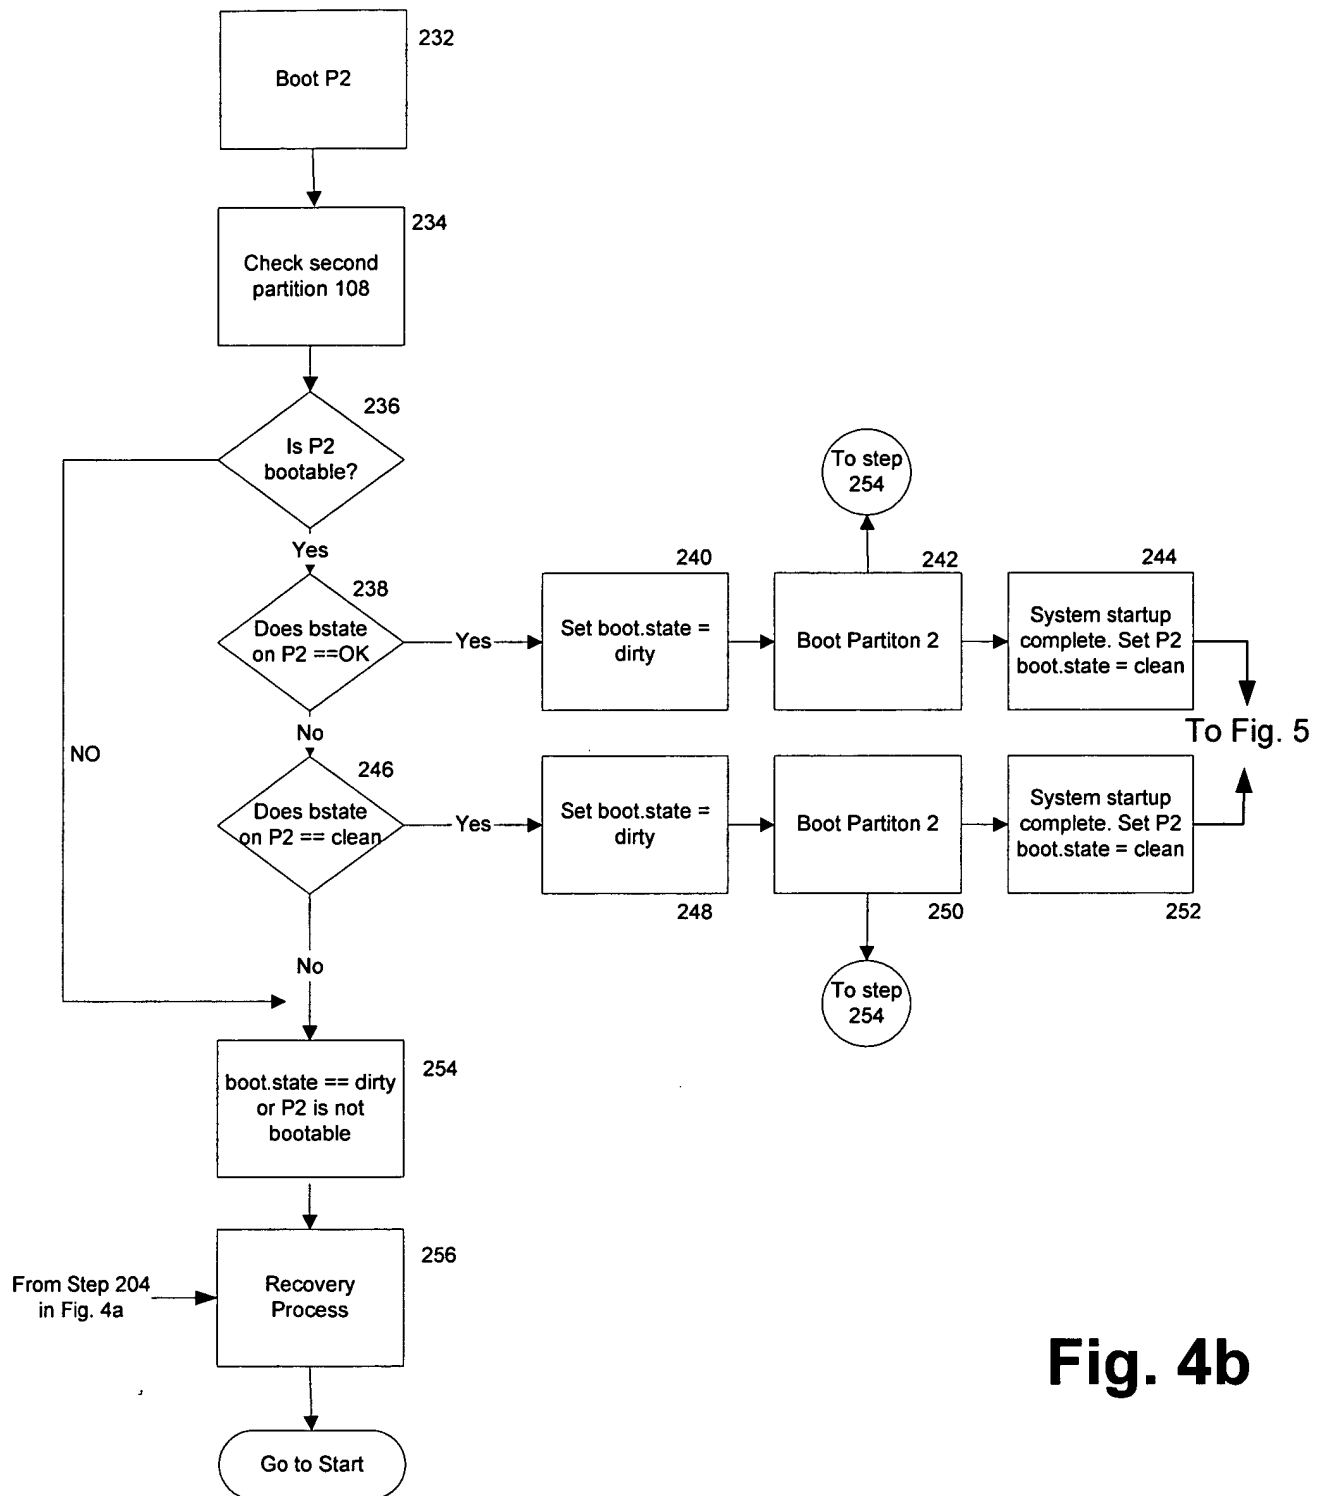 232
Boot P2
234
Check second
partition 108
236
Is P2
bootable?
To step
254
Yes
238
Does bstate
on P2 ==OK
Yes
240
Set boot.state =
dirty
242
Boot Partiton 2
244
System startup
complete. Set P2
boot.state = clean
To Fig. 5
NO
No
246
Does bstate
on P2 == clean
Yes
Set boot.state =
dirty
248
Boot Partiton 2
250
System startup
complete. Set P2
boot.state = clean
252
No
To step
254
254
boot.state == dirty
or P2 is not
bootable
256
From Step 204
in Fig. 4a
Recovery
Process
Go to Start
Fig. 4b